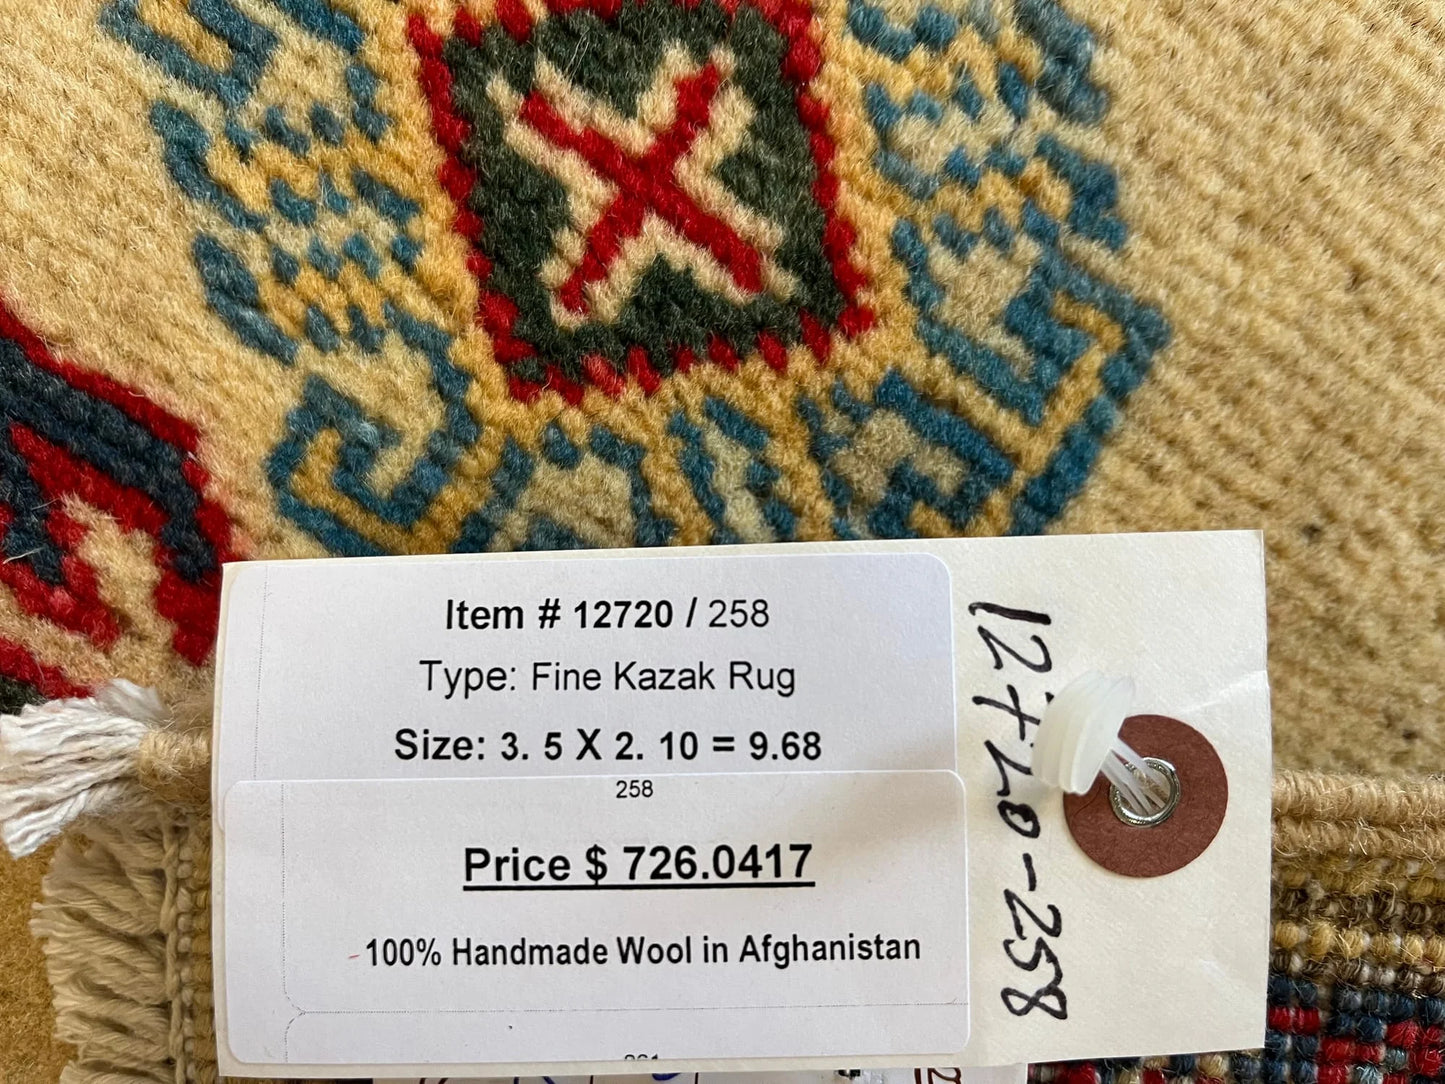 Item # 12720 / 258
Type: Fine Kazak Rug
Size: 3. 5 X 2. 10 = 9.68
258
Price $ 726.0417
100% Handmade Wool in Afghanistan
12720-258